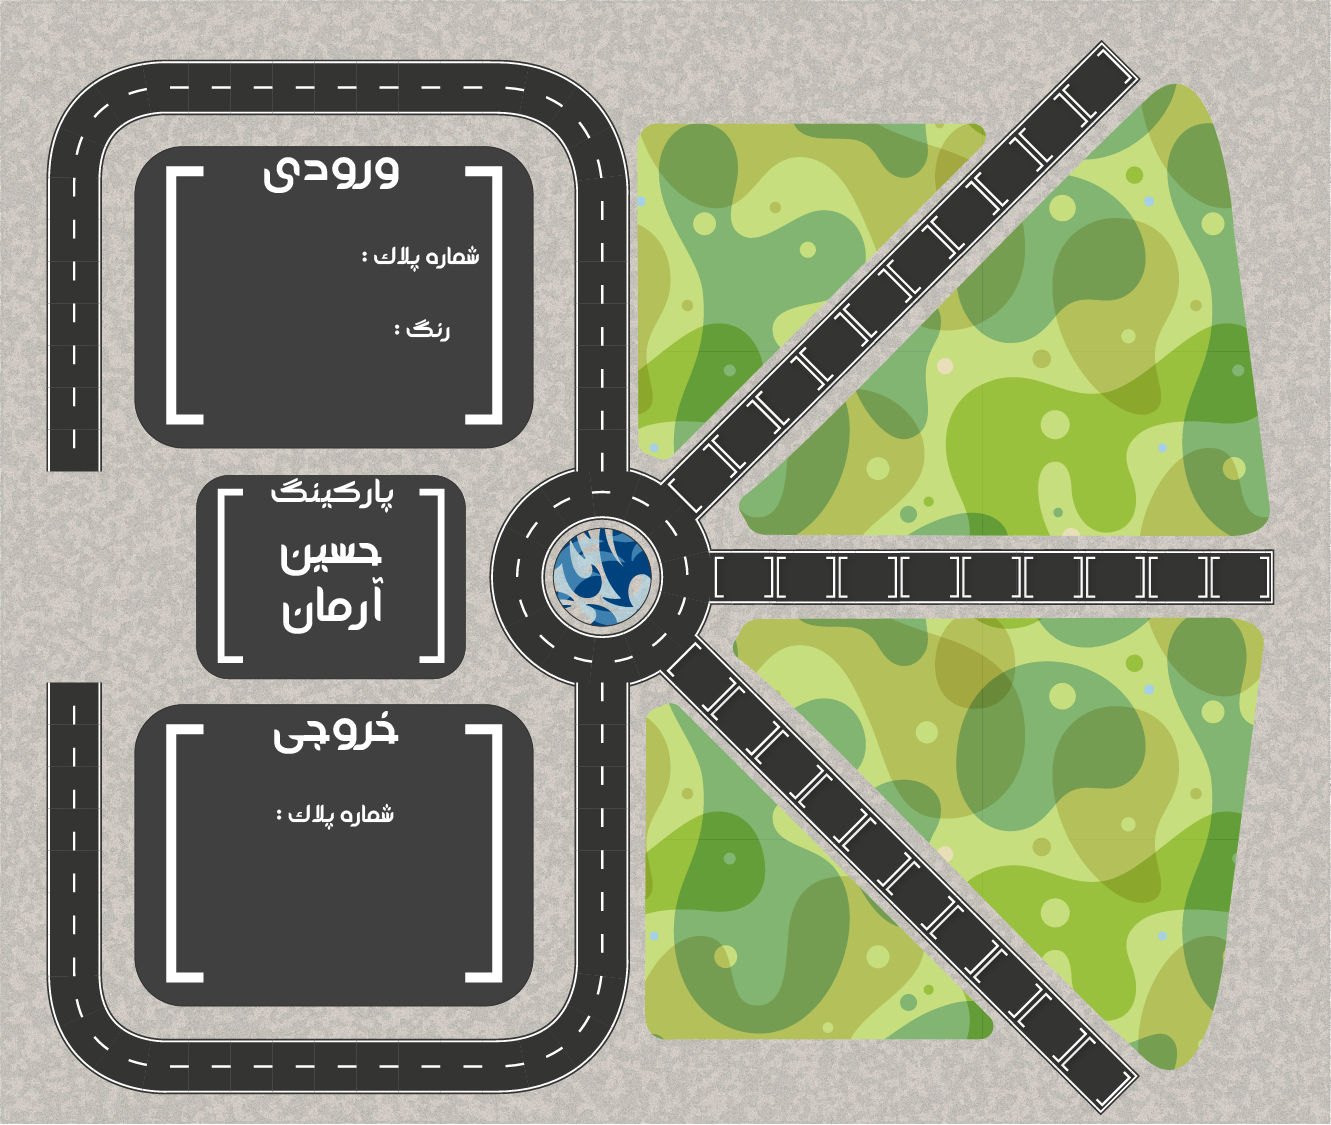 ورودی
شماره پلاک :
رنگ :
پارکینگ
حسین
آرمان
خروجی
شماره پلاک :